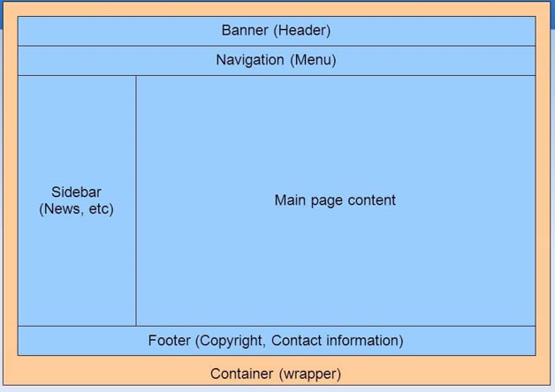 Banner (Header)
Navigation (Menu)
Sidebar
(News, etc)
Main page content
Footer (Copyright, Contact information)
Container (wrapper)